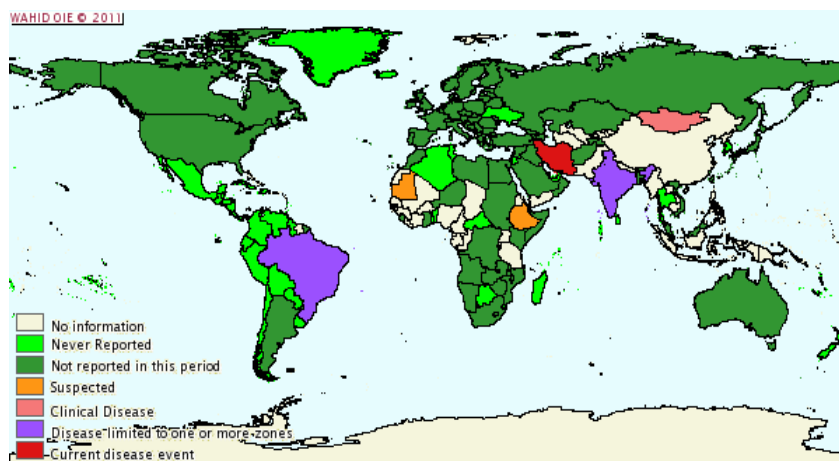 WAHID OIE © 2011
No information
Never Reported
Not reported in this period
Suspected
Clinical Disease
Disease limited to one or more-zones
Current disease event